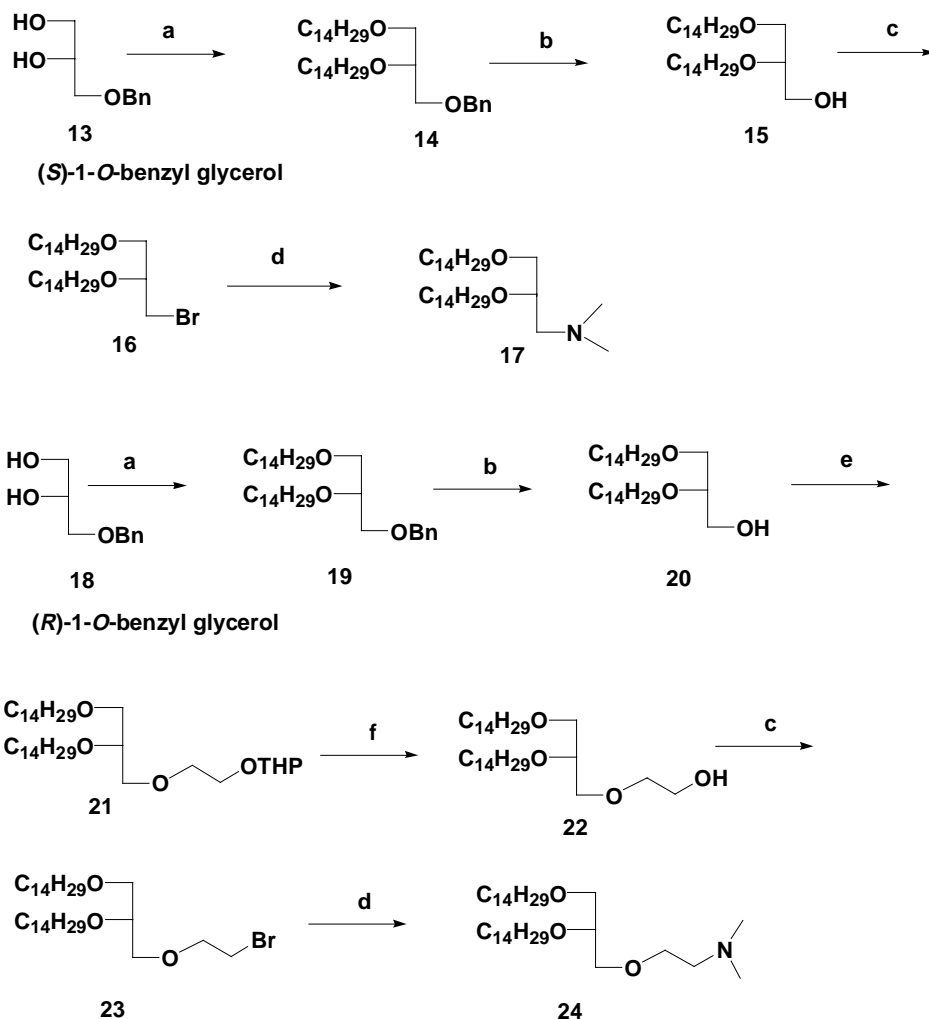 HO
HO
OBn
13
(S)-1-O-benzyl glycerol
a
C14H29O
C14H29O
OBn
14
b
C14H29O
C14H29O
OH
15
c
C14H29O
C14H29O
Br
16
d
C14H29O
C14H29O
N
17
HO
HO
OBn
18
(R)-1-O-benzyl glycerol
a
C14H29O
C14H29O
OBn
19
b
C14H29O
C14H29O
OH
20
e
C14H29O
C14H29O
O
OTHP
21
f
C14H29O
C14H29O
O
OH
22
c
C14H29O
C14H29O
O
Br
23
d
C14H29O
C14H29O
O
N
24